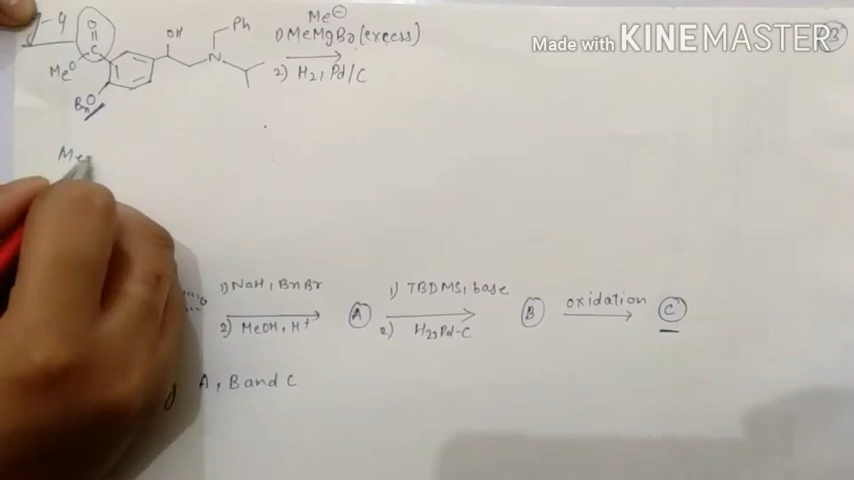 Made with KINEMASTER
Me⊖
1) MeMgBr (excess)
2) H2, Pd/C
O
C
MeO
BnO
OH
N
Ph
Me
1) NaH, BnBr
2) MeOH, H+
A
1) TBDMS, base
2) H2, Pd-C
B
oxidation
C
A, B and C